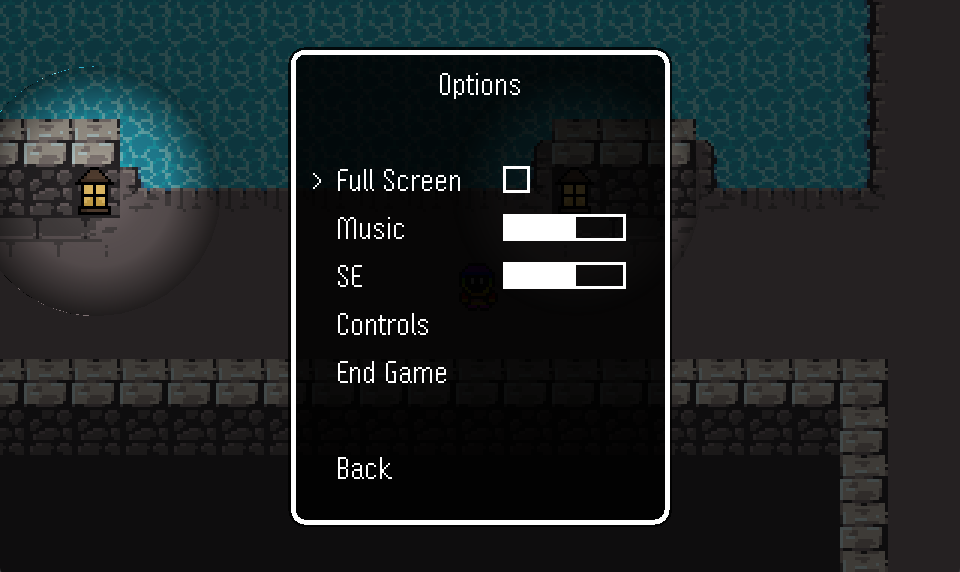 Options
> Full Screen
Music
SE
Controls
End Game
Back